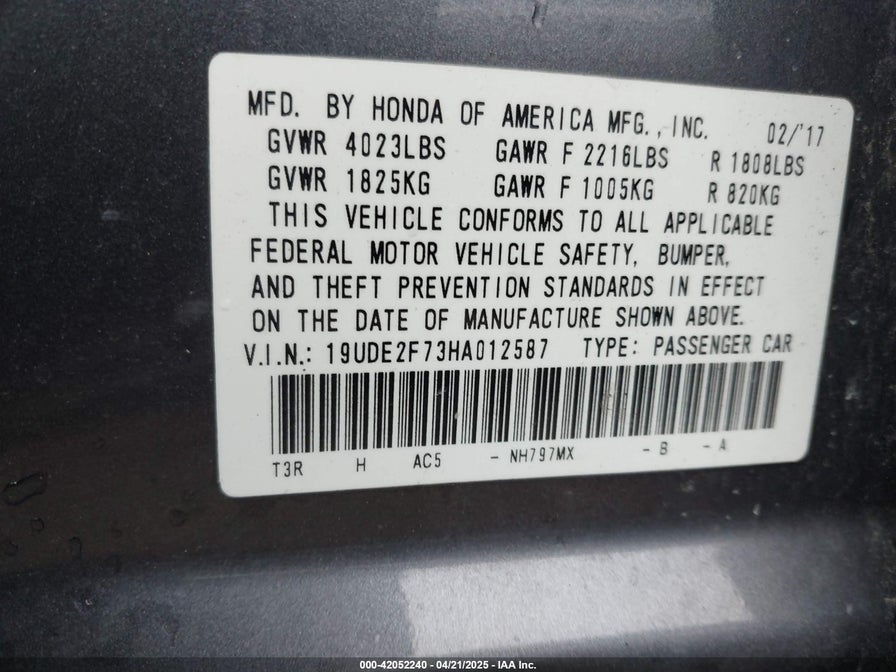 MFD. BY HONDA OF AMERICA MFG., INC. 02/'17
GVWR 4023LBS GAWR F 2216LBS R 1808LBS
GVWR 1825KG GAWR F 1005KG R 820KG
THIS VEHICLE CONFORMS TO ALL APPLICABLE
FEDERAL MOTOR VEHICLE SAFETY, BUMPER,
AND THEFT PREVENTION STANDARDS IN EFFECT
ON THE DATE OF MANUFACTURE SHOWN ABOVE.
V.I.N.: 19UDE2F73HA012587 TYPE: PASSENGER CAR
T3R H AC5 - NH797MX - B - A
000-42052240 - 04/21/2025 - IAA Inc.